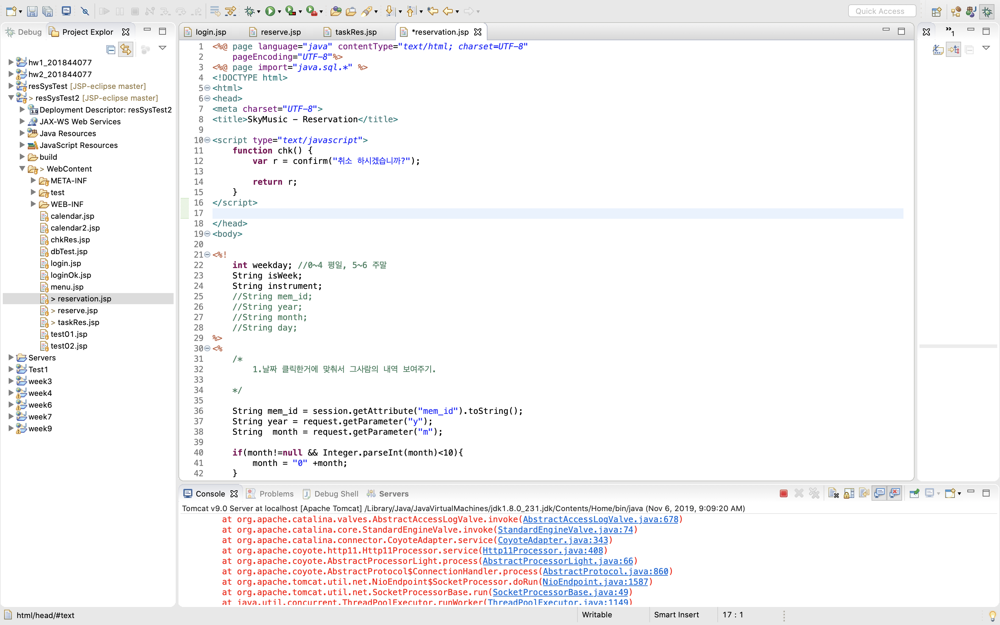 Quick Access
Debug
Project Explor
login.jsp
reserve.jsp
taskRes.jsp
*reservation.jsp
»1
hw1_201844077
hw2_201844077
resSysTest [JSP-eclipse master]
> resSysTest2 [JSP-eclipse master]
3.0 Deployment Descriptor: resSysTest2
JAX-WS Web Services
Java Resources
JavaScript Resources
build
> WebContent
META-INF
test
WEB-INF
calendar.jsp
calendar2.jsp
chkRes.jsp
dbTest.jsp
login.jsp
loginOk.jsp
menu.jsp
> reservation.jsp
> reserve.jsp
> taskRes.jsp
test01.jsp
test02.jsp
Servers
Test1
week3
week4
week6
week7
week9
1 <%@ page language="java" contentType="text/html; charset=UTF-8"
2 pageEncoding="UTF-8"%>
3 <%@ page import="java.sql.*" %>
4 <!DOCTYPE html>
5 <html>
6 <head>
7 <meta charset="UTF-8">
8 <title>SkyMusic - Reservation</title>
9
10 <script type="text/javascript">
11 function chk() {
12 var r = confirm("취소 하시겠습니까?");
13
14 return r;
15 }
16 </script>
17
18 </head>
19 <body>
20
21 <%!
22 int weekday; //0~4 평일, 5~6 주말
23 String isWeek;
24 String instrument;
25 //String mem_id;
26 //String year;
27 //String month;
28 //String day;
29 %>
30 <%
31 /*
32 1.날짜 클릭한거에 맞춰서 그사람의 내역 보여주기.
33
34 */
35
36 String mem_id = session.getAttribute("mem_id").toString();
37 String year = request.getParameter("y");
38 String  month = request.getParameter("m");
39
40 if(month!=null && Integer.parseInt(month)<10){
41 month = "0" +month;
42 }
Console
Problems
Debug Shell
Servers
Tomcat v9.0 Server at localhost [Apache Tomcat] /Library/Java/JavaVirtualMachines/jdk1.8.0_231.jdk/Contents/Home/bin/java (Nov 6, 2019, 9:09:20 AM)
at org.apache.catalina.valves.AbstractAccessLogValve.invoke(AbstractAccessLogValve.java:678)
at org.apache.catalina.core.StandardEngineValve.invoke(StandardEngineValve.java:74)
at org.apache.catalina.connector.CoyoteAdapter.service(CoyoteAdapter.java:343)
at org.apache.coyote.http11.Http11Processor.service(Http11Processor.java:408)
at org.apache.coyote.AbstractProcessorLight.process(AbstractProcessorLight.java:66)
at org.apache.coyote.AbstractProtocol$ConnectionHandler.process(AbstractProtocol.java:860)
at org.apache.tomcat.util.net.NioEndpoint$SocketProcessor.doRun(NioEndpoint.java:1587)
at org.apache.tomcat.util.net.SocketProcessorBase.run(SocketProcessorBase.java:49)
at java.util.concurrent.ThreadPoolExecutor.runWorker(ThreadPoolExecutor.java:1149)
html/head/#text
Writable
Smart Insert
17 : 1